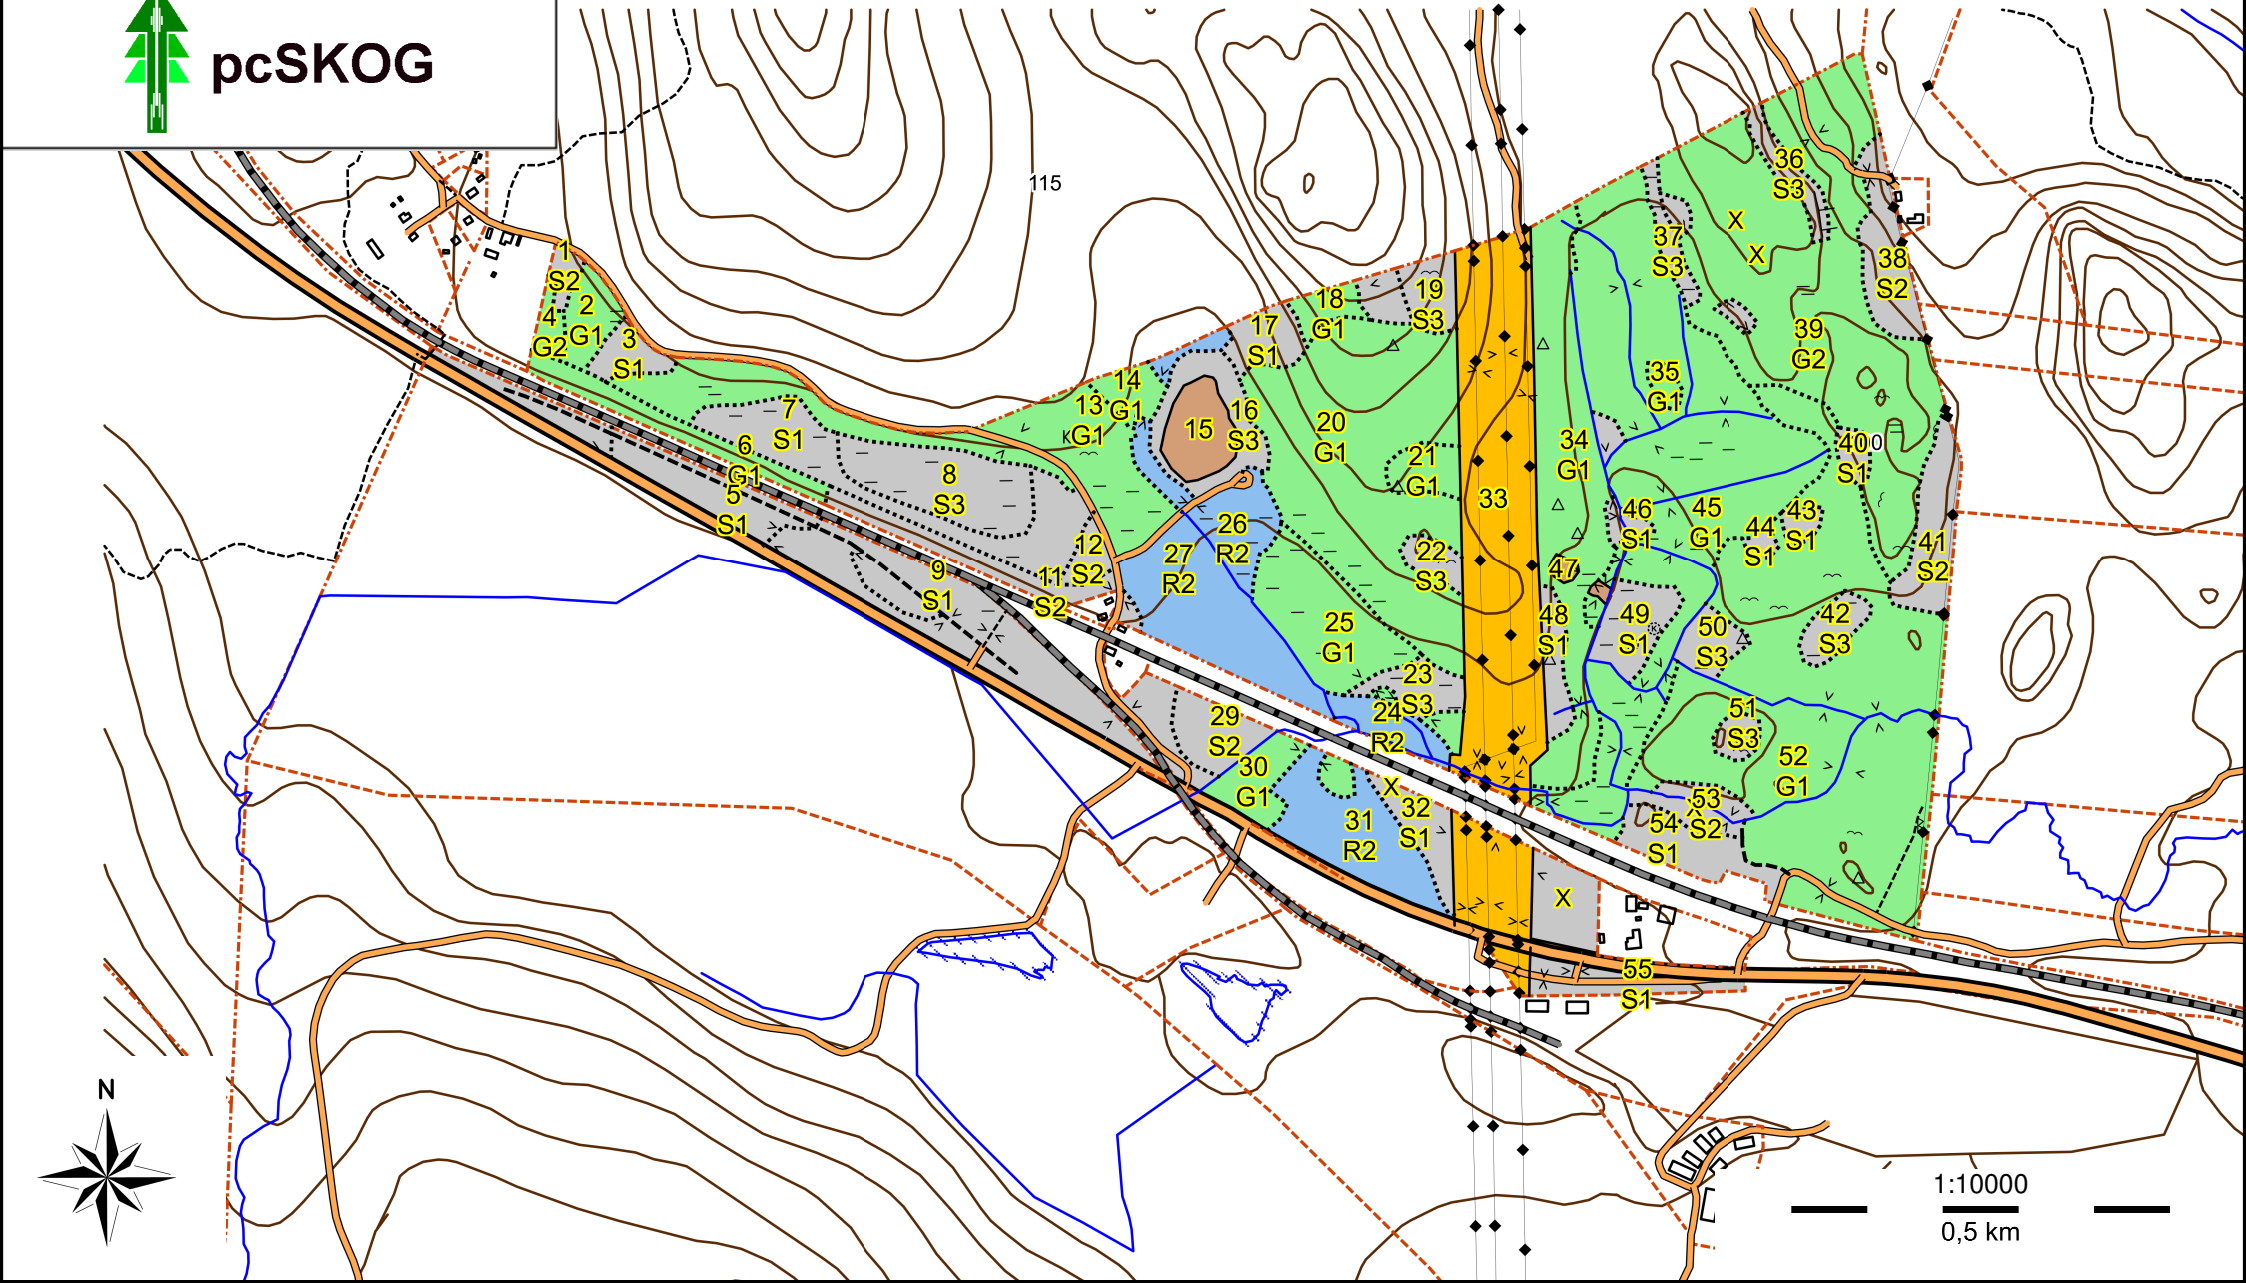 pcSKOG
115
1
S2
2
G1
4
G2
3
S1
7
S1
6
G1
5
S1
8
S3
9
S1
11
S2
12
S2
13
G1
K
14
G1
15
16
S3
17
S1
18
G1
19
S3
20
G1
21
G1
22
S3
23
S3
24
R2
25
G1
26
R2
27
R2
29
S2
30
G1
31
R2
X
32
S1
33
34
G1
35
G1
36
S3
X
X
37
S3
38
S2
39
G2
40
S1
41
S2
42
S3
43
S1
44
S1
45
G1
46
S1
47
48
S1
49
S1
50
S3
51
S3
52
G1
53
S2
54
S1
X
55
S1
N
1:10000
0,5 km